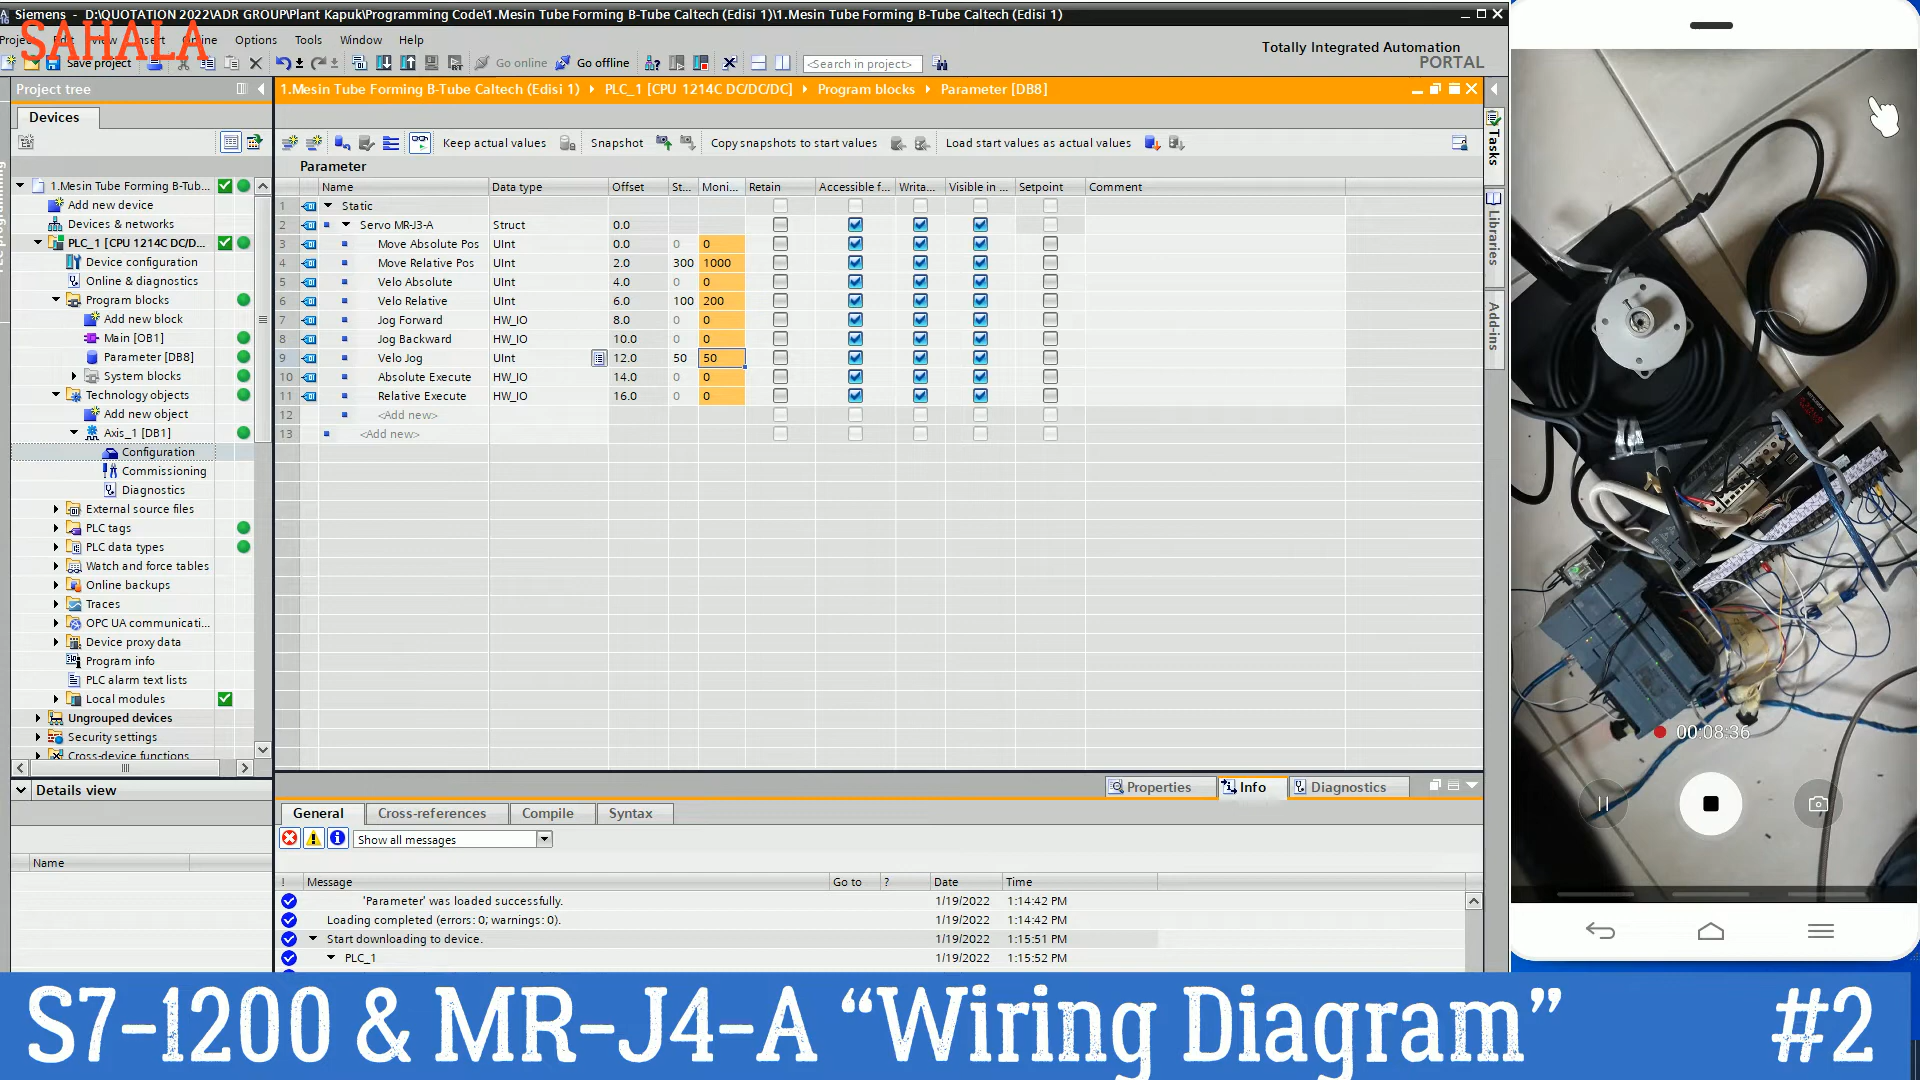 Siemens - D:\QUOTATION 2022\ADR GROUP\Plant Kapuk\Programming Code\1.Mesin Tube Forming B-Tube Caltech (Edisi 1)\1.Mesin Tube Forming B-Tube Caltech (Edisi 1)
SAHALA
Options Tools Window Help
Totally Integrated Automation
PORTAL
Save project
Go online
Go offline
<Search in project>
Project tree
1.Mesin Tube Forming B-Tube Caltech (Edisi 1) PLC_1 [CPU 1214C DC/DC/DC] Program blocks Parameter [DB8]
Devices
Keep actual values Snapshot Copy snapshots to start values Load start values as actual values
Parameter
Name Data type Offset St... Moni... Retain Accessible f... Writa... Visible in ... Setpoint Comment
1 Static
2 Servo MR-J3-A Struct 0.0
3 Move Absolute Pos UInt 0.0 0 0
4 Move Relative Pos UInt 2.0 300 1000
5 Velo Absolute UInt 4.0 0 0
6 Velo Relative UInt 6.0 100 200
7 Jog Forward HW_IO 8.0 0 0
8 Jog Backward HW_IO 10.0 0 0
9 Velo Jog UInt 12.0 50 50
10 Absolute Execute HW_IO 14.0 0 0
11 Relative Execute HW_IO 16.0 0 0
12 <Add new>
13 <Add new>
1.Mesin Tube Forming B-Tub...
Add new device
Devices & networks
PLC_1 [CPU 1214C DC/D...
Device configuration
Online & diagnostics
Program blocks
Add new block
Main [OB1]
Parameter [DB8]
System blocks
Technology objects
Add new object
Axis_1 [DB1]
Configuration
Commissioning
Diagnostics
External source files
PLC tags
PLC data types
Watch and force tables
Online backups
Traces
OPC UA communicati...
Device proxy data
Program info
PLC alarm text lists
Local modules
Ungrouped devices
Security settings
Cross-device functions
Details view
Name
Tasks
Libraries
Add-ins
00:08:36
Properties Info Diagnostics
General Cross-references Compile Syntax
Show all messages
! Message Go to ? Date Time
'Parameter' was loaded successfully. 1/19/2022 1:14:42 PM
Loading completed (errors: 0; warnings: 0). 1/19/2022 1:14:42 PM
Start downloading to device. 1/19/2022 1:15:51 PM
PLC_1 1/19/2022 1:15:52 PM
S7-1200 & MR-J4-A “Wiring Diagram” #2